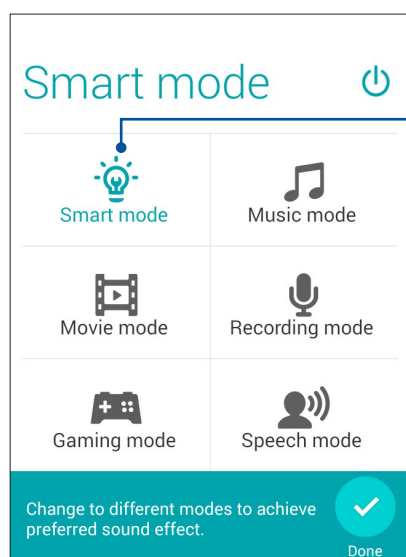 Smart mode
Smart mode
Music mode
Movie mode
Recording mode
Gaming mode
Speech mode
Change to different modes to achieve
preferred sound effect.
Done